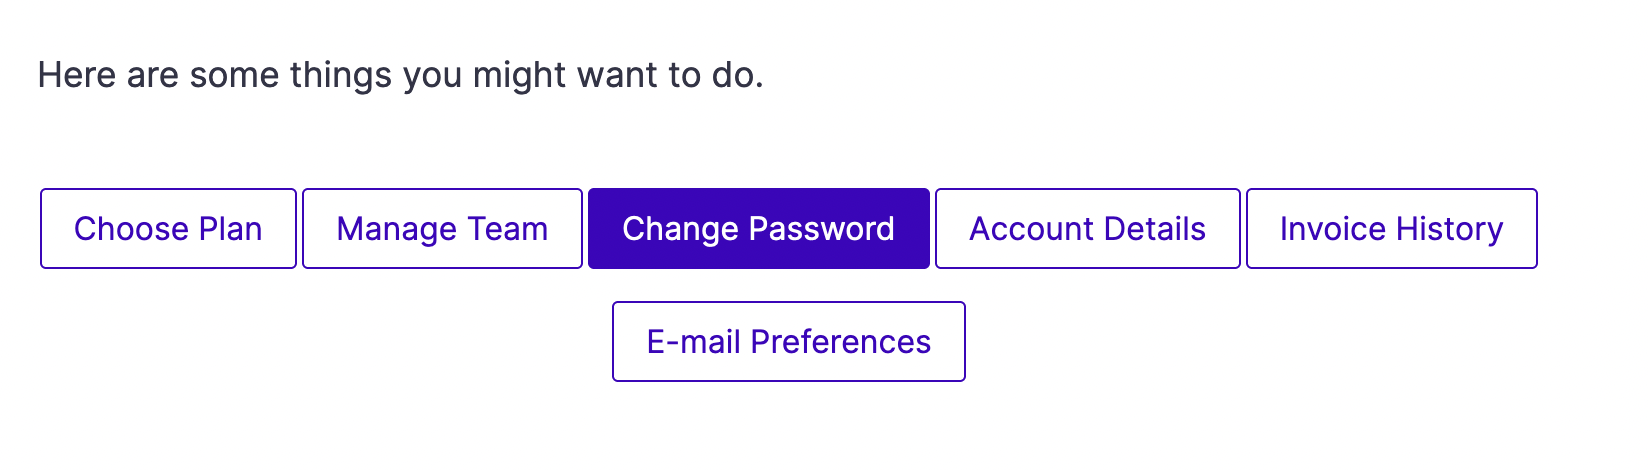 Here are some things you might want to do.
Choose Plan Manage Team Change Password Account Details Invoice History
E-mail Preferences